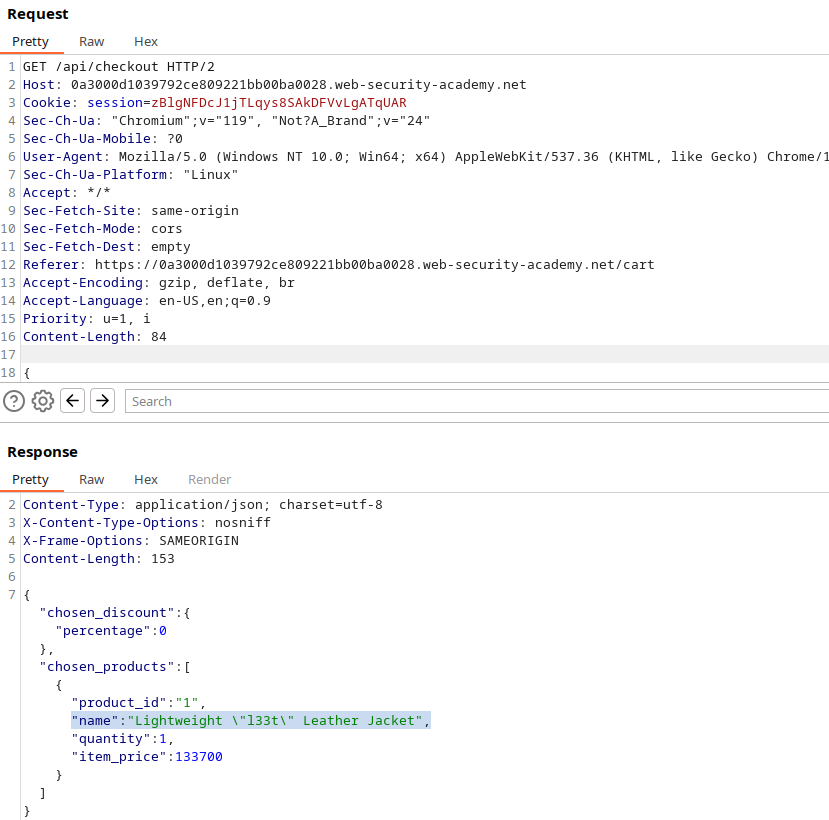 Request
Pretty Raw Hex
1 GET /api/checkout HTTP/2
2 Host: 0a3000d1039792ce809221bb00ba0028.web-security-academy.net
3 Cookie: session=zBlgNFDcJ1jTLqys8SAkDFVvLgATqUAR
4 Sec-Ch-Ua: "Chromium";v="119", "Not?A_Brand";v="24"
5 Sec-Ch-Ua-Mobile: ?0
6 User-Agent: Mozilla/5.0 (Windows NT 10.0; Win64; x64) AppleWebKit/537.36 (KHTML, like Gecko) Chrome/1
7 Sec-Ch-Ua-Platform: "Linux"
8 Accept: */*
9 Sec-Fetch-Site: same-origin
10 Sec-Fetch-Mode: cors
11 Sec-Fetch-Dest: empty
12 Referer: https://0a3000d1039792ce809221bb00ba0028.web-security-academy.net/cart
13 Accept-Encoding: gzip, deflate, br
14 Accept-Language: en-US,en;q=0.9
15 Priority: u=1, i
16 Content-Length: 84
17
18 {
? Search
Response
Pretty Raw Hex Render
2 Content-Type: application/json; charset=utf-8
3 X-Content-Type-Options: nosniff
4 X-Frame-Options: SAMEORIGIN
5 Content-Length: 153
6
7 {
"chosen_discount":{
"percentage":0
},
"chosen_products":[
{
"product_id":"1",
"name":"Lightweight \"l33t\" Leather Jacket",
"quantity":1,
"item_price":133700
}
]
}